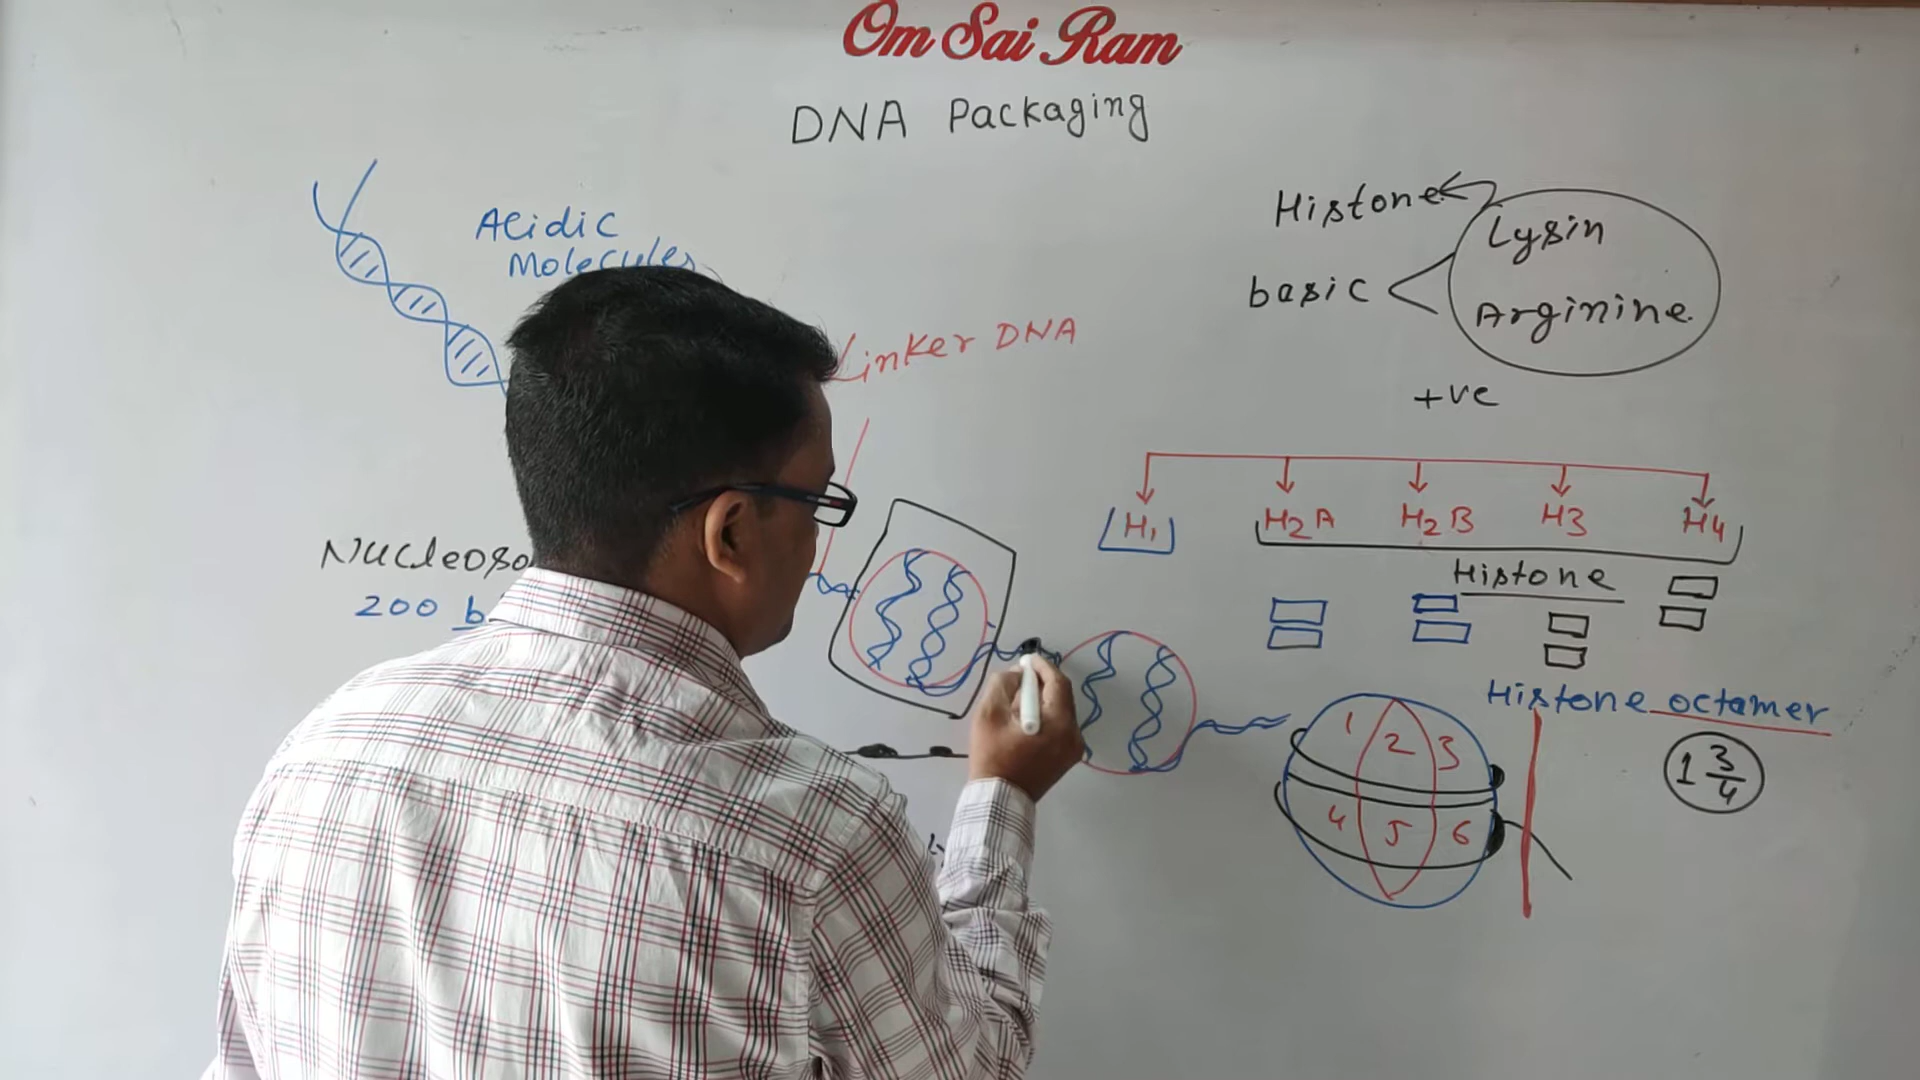 Om Sai Ram
DNA Packaging
Acidic
Molecules
Histone
basic
Lysin
Arginine
+ve
Linker DNA
H1
H2A
H2B
H3
H4
Histone
200 b
Histone octamer
1 3/4
1
2
3
4
5
6